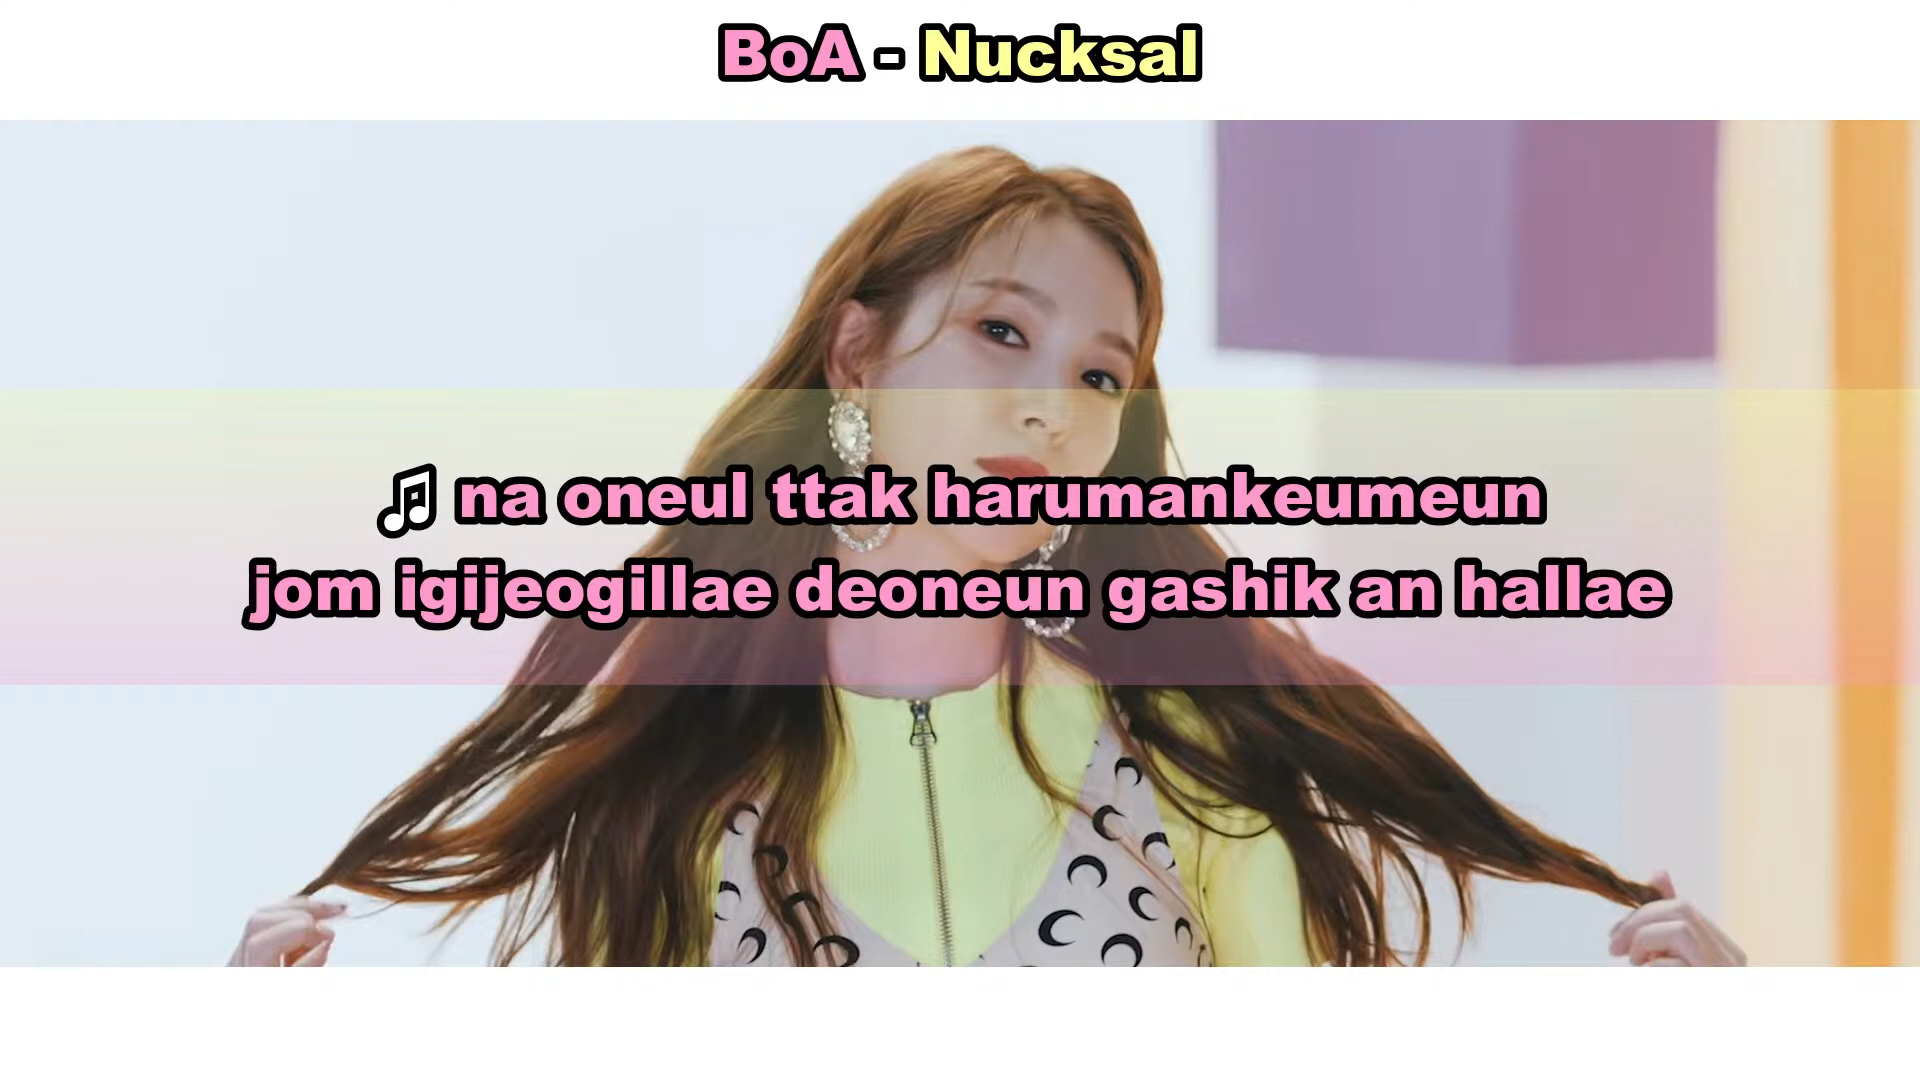 BoA - Nucksal
♫ na oneul ttak harumankeumeun
jom igijeogillae deoneun gashik an hallae